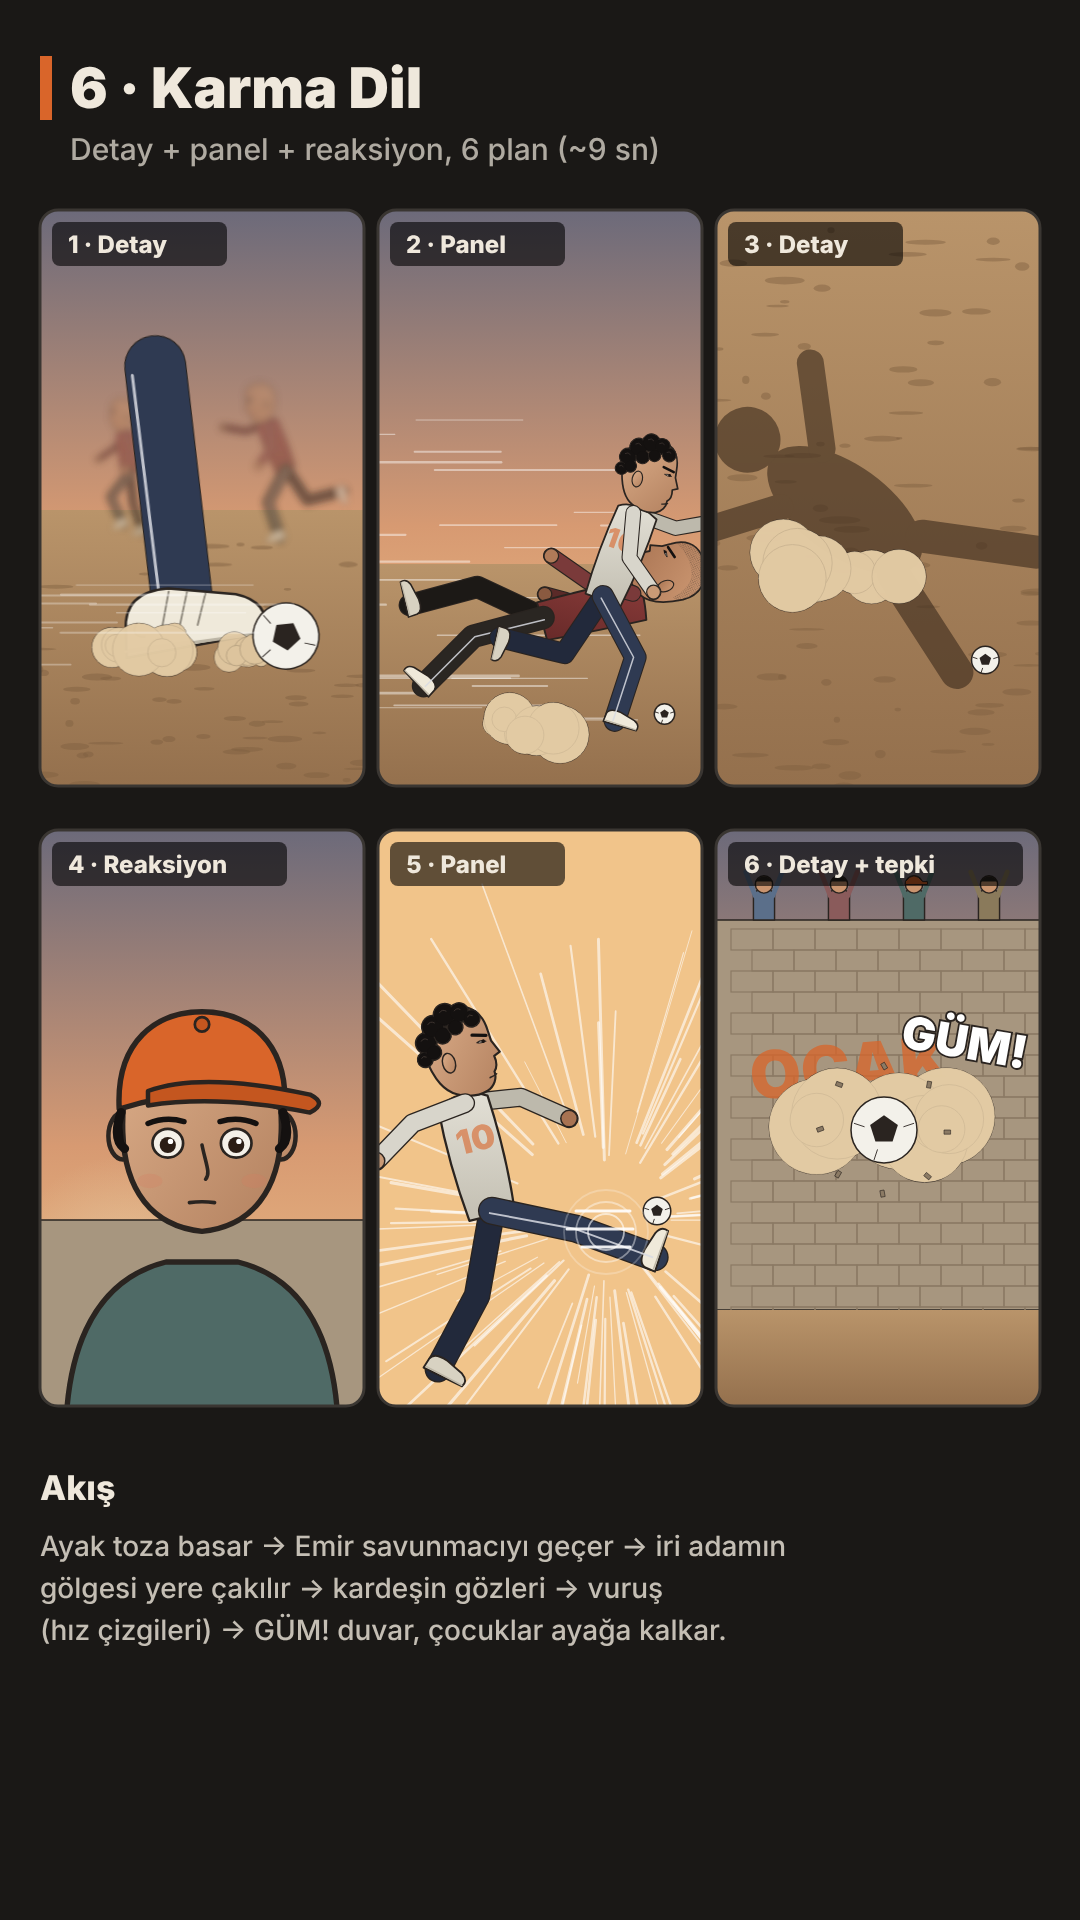 6 · Karma Dil
Detay + panel + reaksiyon, 6 plan (~9 sn)
1 · Detay
2 · Panel
3 · Detay
10
4 · Reaksiyon
5 · Panel
6 · Detay + tepki
10
OCAK
GÜM!
Akış
Ayak toza basar → Emir savunmacıyı geçer → iri adamın
gölgesi yere çakılır → kardeşin gözleri → vuruş
(hız çizgileri) → GÜM! duvar, çocuklar ayağa kalkar.